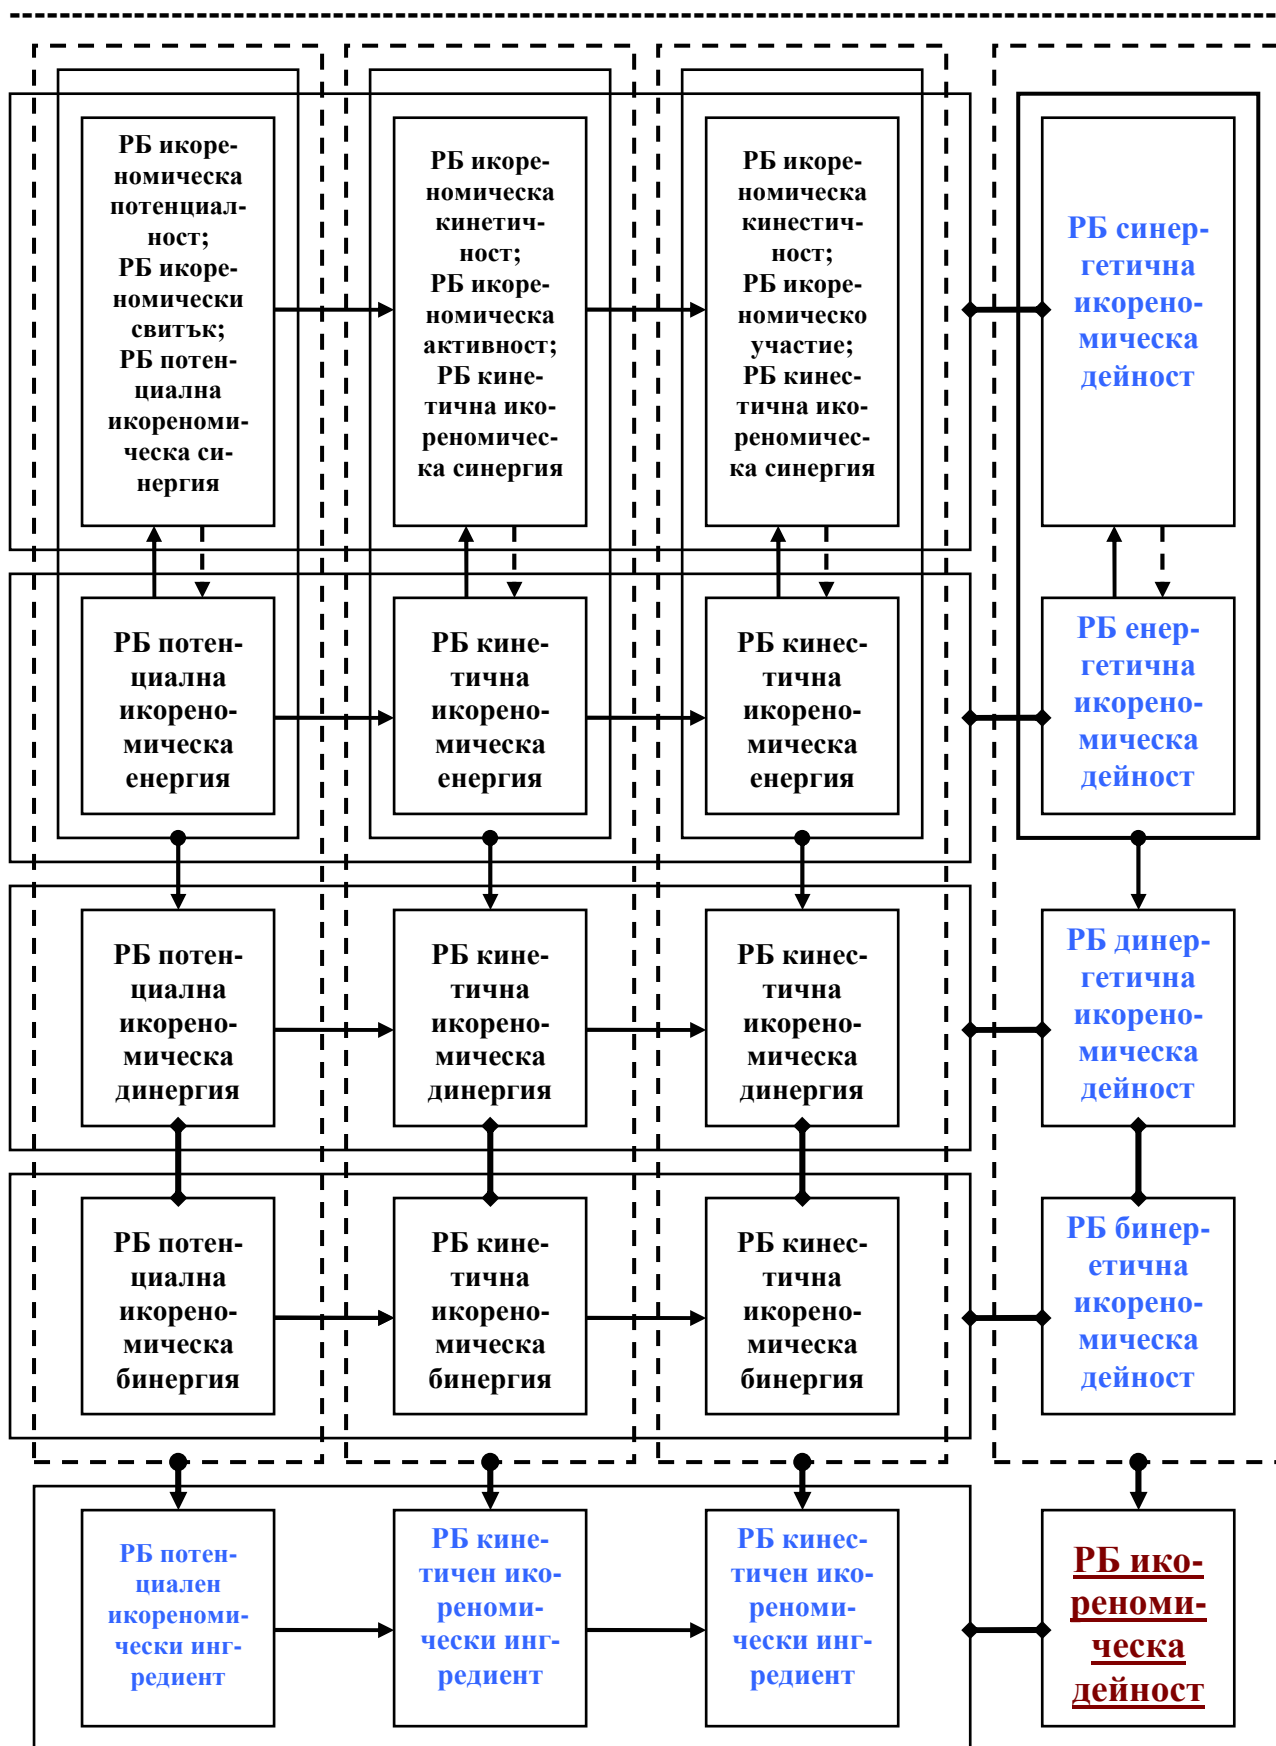 РБ икоре-
номическа
потенциал-
ност;
РБ икоре-
номически
свитък;
РБ потен-
циална
икореноми-
ческа си-
нергия
РБ икоре-
номическа
кинетич-
ност;
РБ икоре-
номическа
активност;
РБ кине-
тична ико-
реномичес-
ка синергия
РБ икоре-
номическа
кинестич-
ност;
РБ икоре-
номическо
участие;
РБ кинес-
тична ико-
реномичес-
ка синергия
РБ синер-
гетична
икорено-
мическа
дейност
РБ потен-
циална
икорено-
мическа
енергия
РБ кине-
тична
икорено-
мическа
енергия
РБ кинес-
тична
икорено-
мическа
енергия
РБ енер-
гетична
икорено-
мическа
дейност
РБ потен-
циална
икорено-
мическа
динергия
РБ кине-
тична
икорено-
мическа
динергия
РБ кинес-
тична
икорено-
мическа
динергия
РБ динер-
гетична
икорено-
мическа
дейност
РБ потен-
циална
икорено-
мическа
бинергия
РБ кине-
тична
икорено-
мическа
бинергия
РБ кинес-
тична
икорено-
мическа
бинергия
РБ бинер-
етична
икорено-
мическа
дейност
РБ потен-
циален
икореноми-
чески инг-
редиент
РБ кине-
тичен ико-
реноми-
чески инг-
редиент
РБ кинес-
тичен ико-
реноми-
чески инг-
редиент
РБ ико-
реноми-
ческа
дейност